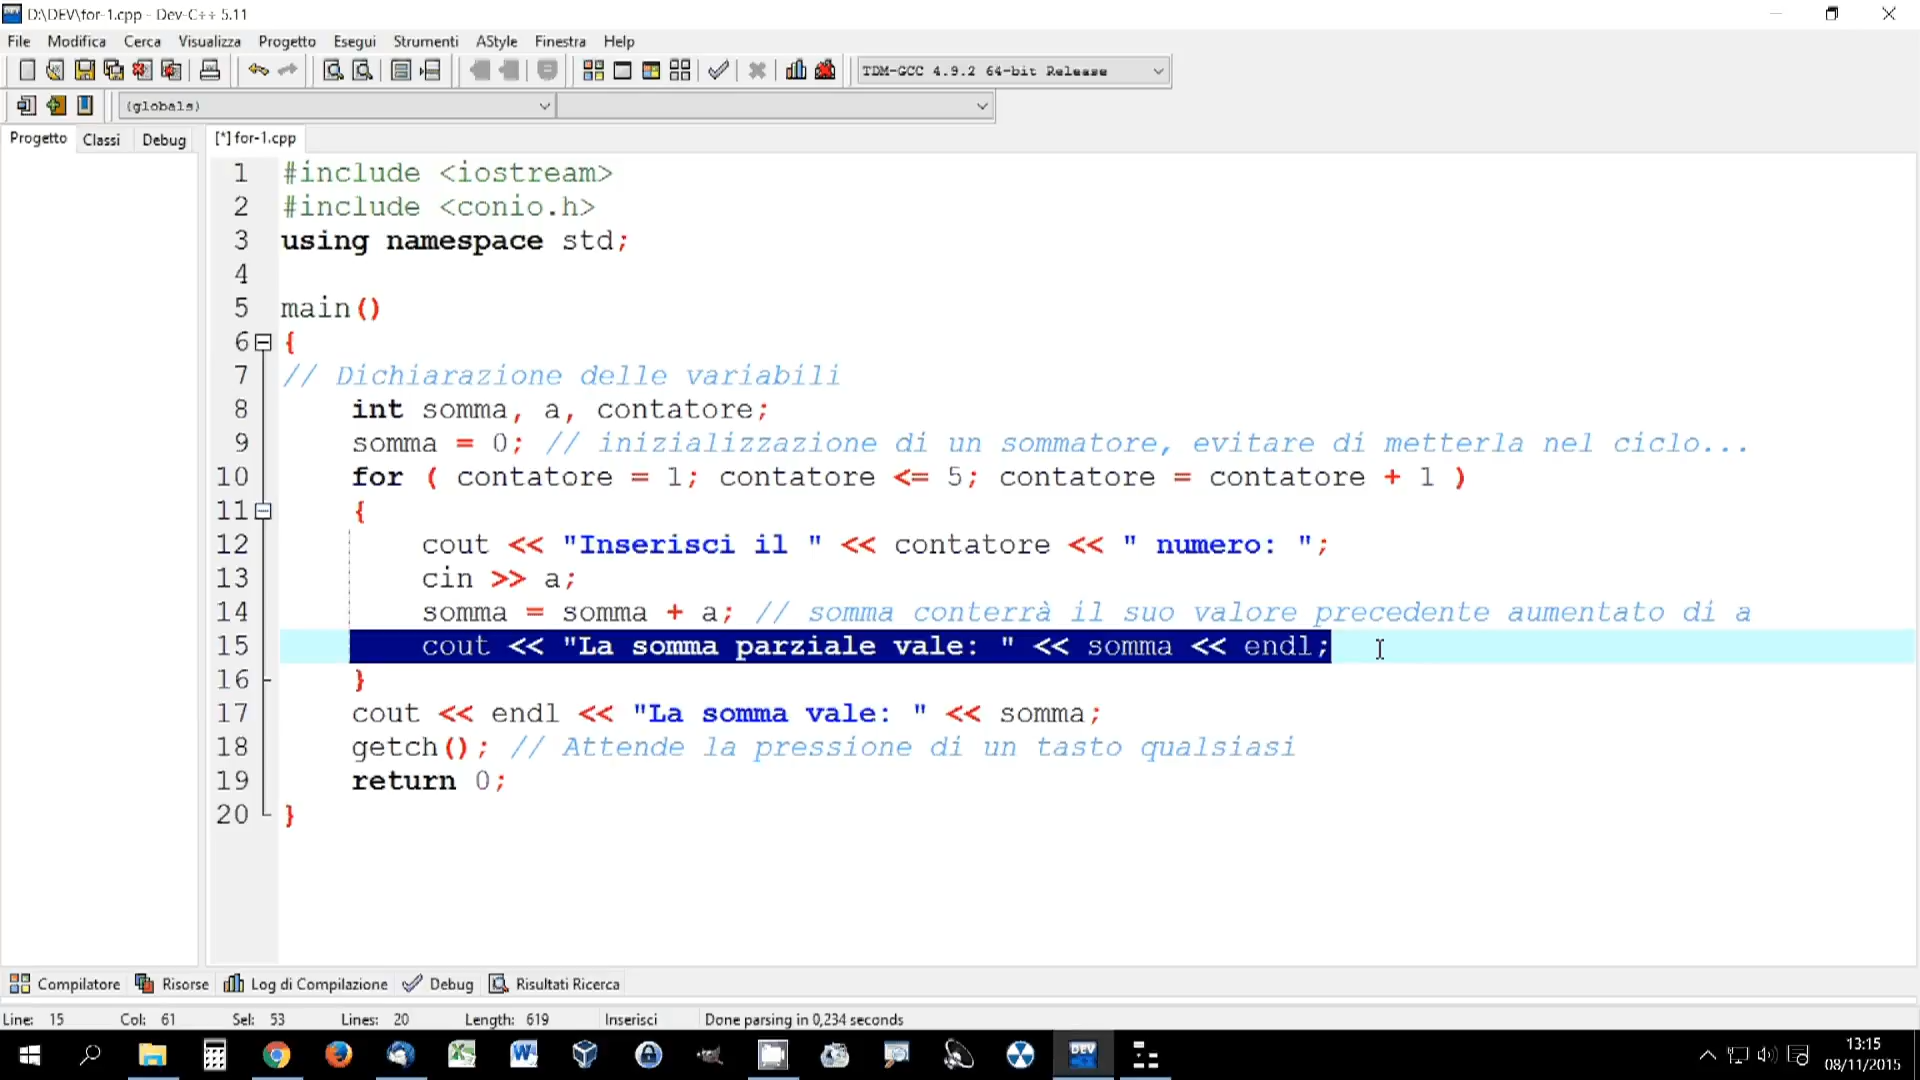 D:\DEV\for-1.cpp - Dev-C++ 5.11
File Modifica Cerca Visualizza Progetto Esegui Strumenti AStyle Finestra Help
TDM-GCC 4.9.2 64-bit Release
(globals)
Progetto Classi Debug [*] for-1.cpp
1 #include <iostream>
2 #include <conio.h>
3 using namespace std;
4
5 main()
6 {
7 // Dichiarazione delle variabili
8 int somma, a, contatore;
9 somma = 0; // inizializzazione di un sommatore, evitare di metterla nel ciclo...
10 for ( contatore = 1; contatore <= 5; contatore = contatore + 1 )
11 {
12 cout << "Inserisci il " << contatore << " numero: ";
13 cin >> a;
14 somma = somma + a; // somma conterrà il suo valore precedente aumentato di a
15 cout << "La somma parziale vale: " << somma << endl;
16 }
17 cout << endl << "La somma vale: " << somma;
18 getch(); // Attende la pressione di un tasto qualsiasi
19 return 0;
20 }
Compilatore Risorse Log di Compilazione Debug Risultati Ricerca
Line: 15 Col: 61 Sel: 53 Lines: 20 Length: 619 Inserisci Done parsing in 0,234 seconds
DEV
13:15
08/11/2015